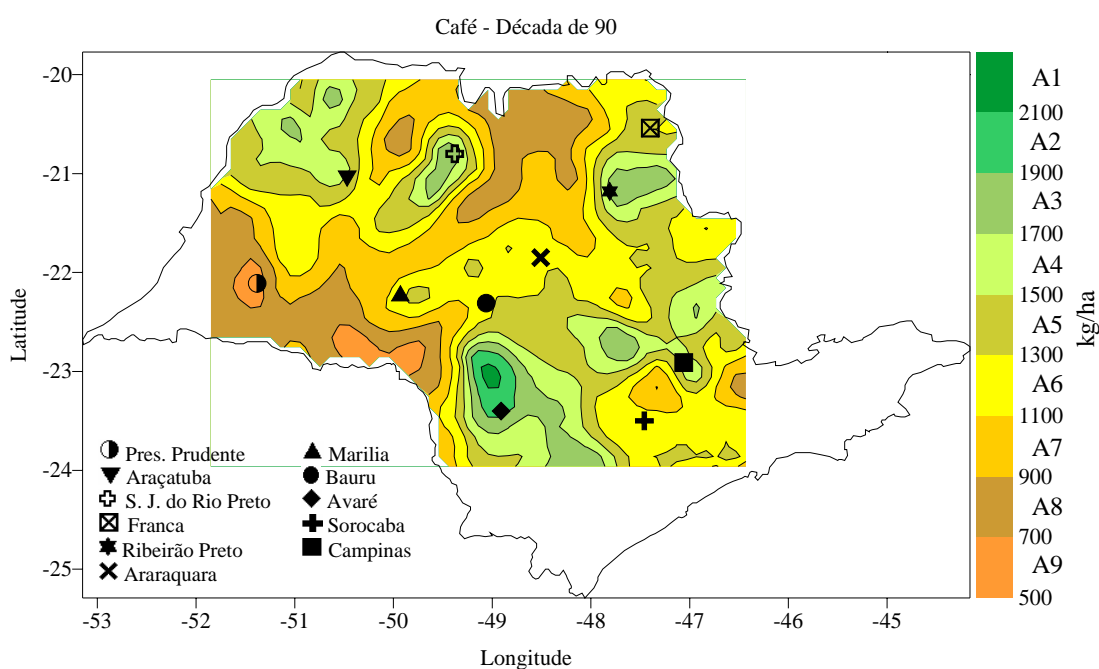 Café - Década de 90
Latitude
-20
-21
-22
-23
-24
-25
-53 -52 -51 -50 -49 -48 -47 -46 -45
Longitude
Pres. Prudente
Araçatuba
S. J. do Rio Preto
Franca
Ribeirão Preto
Araraquara
Marilia
Bauru
Avaré
Sorocaba
Campinas
A1
2100
A2
1900
A3
1700
A4
1500
A5
1300
A6
1100
A7
900
A8
700
A9
500
kg/ha